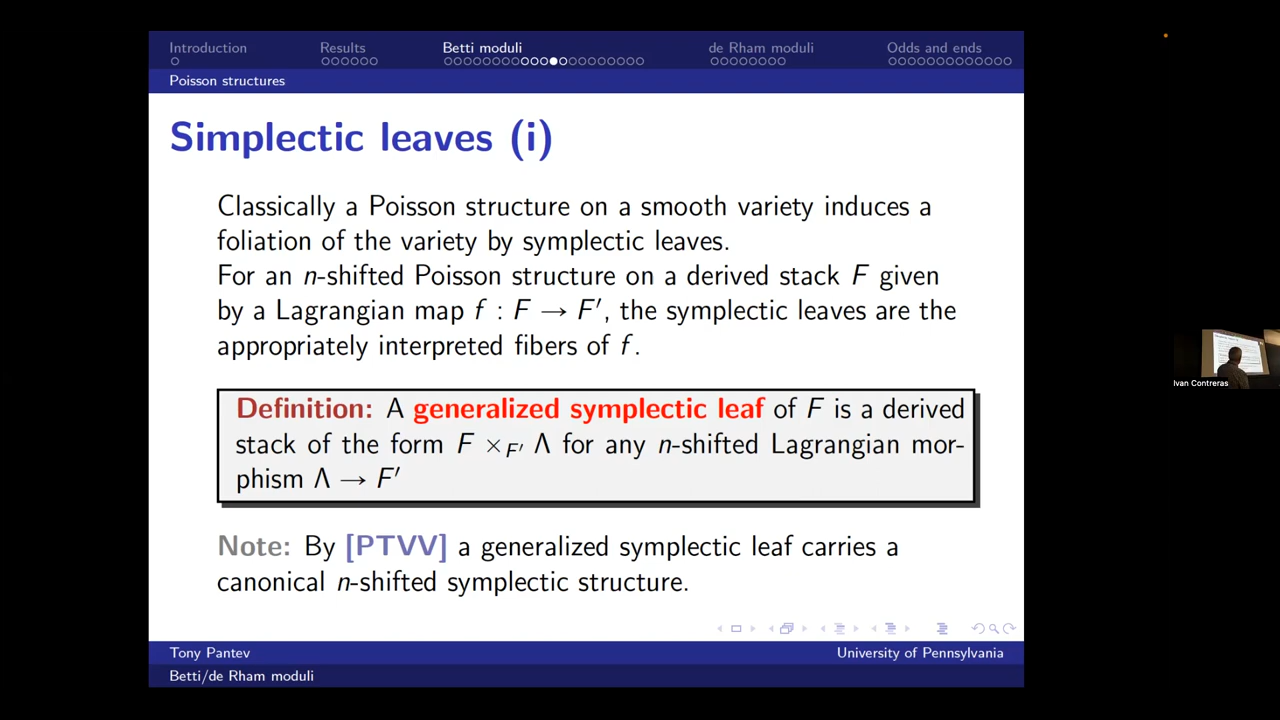 Introduction
Results
Betti moduli
de Rham moduli
Odds and ends
Poisson structures
Simplectic leaves (i)
Classically a Poisson structure on a smooth variety induces a
foliation of the variety by symplectic leaves.
For an n-shifted Poisson structure on a derived stack F given
by a Lagrangian map f : F → F′, the symplectic leaves are the
appropriately interpreted fibers of f.
Definition: A generalized symplectic leaf of F is a derived
stack of the form F ×F′ Λ for any n-shifted Lagrangian mor-
phism Λ → F′
Note: By [PTVV] a generalized symplectic leaf carries a
canonical n-shifted symplectic structure.
Tony Pantev
University of Pennsylvania
Betti/de Rham moduli
Ivan Contreras